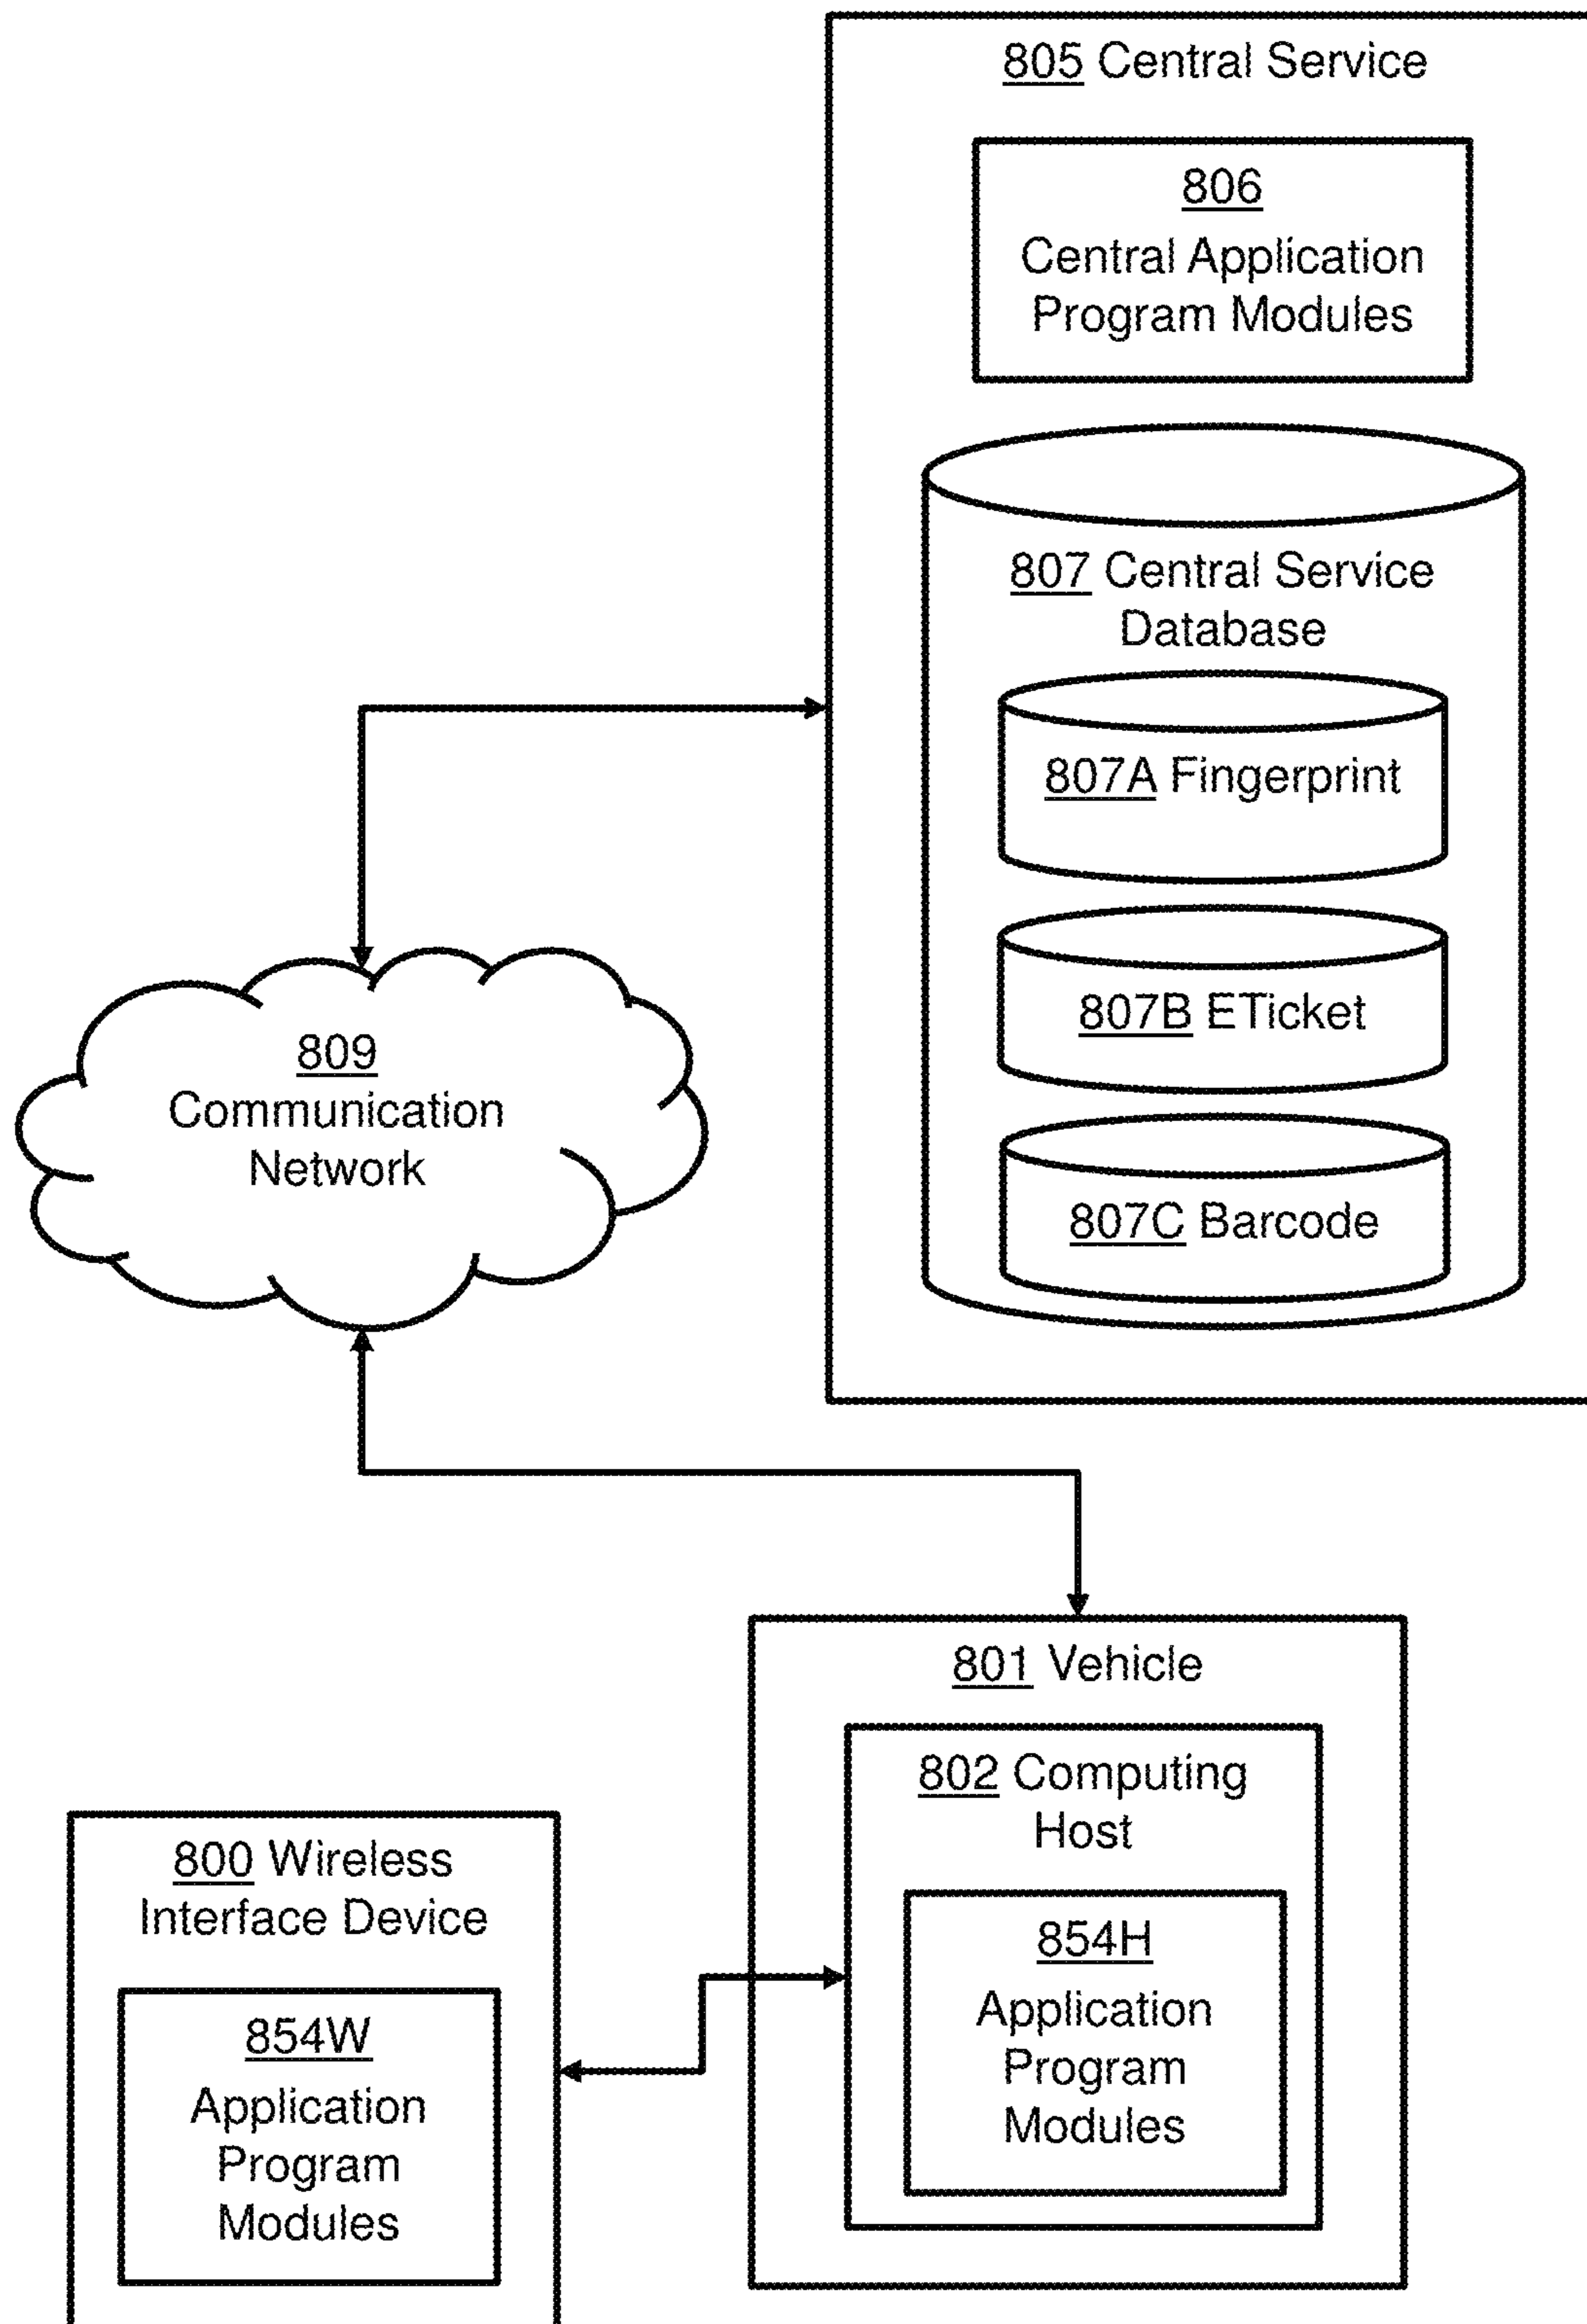 805 Central Service
806
Central Application
Program Modules
807 Central Service
Database
807A Fingerprint
807B ETicket
807C Barcode
809
Communication
Network
801 Vehicle
802 Computing
Host
854H
Application
Program
Modules
800 Wireless
Interface Device
854W
Application
Program
Modules